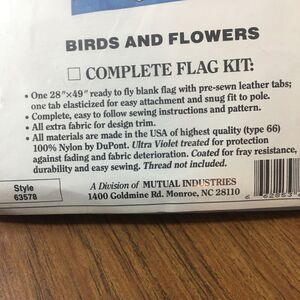 BIRDS AND FLOWERS
☐ COMPLETE FLAG KIT:
• One 28"x49" ready to fly blank flag with pre-sewn leather tabs;
one tab elasticized for easy attachment and snug fit to pole.
• Complete, easy to follow sewing instructions and pattern.
• All extra fabric for design trim.
• All materials are made in the USA of highest quality (type 66)
100% Nylon by DuPont. Ultra Violet treated for protection
against fading and fabric deterioration. Coated for fray resistance,
durability and easy sewing. Thread not included.
Style
63578
A Division of MUTUAL INDUSTRIES
1400 Goldmine Rd. Monroe, NC 28110